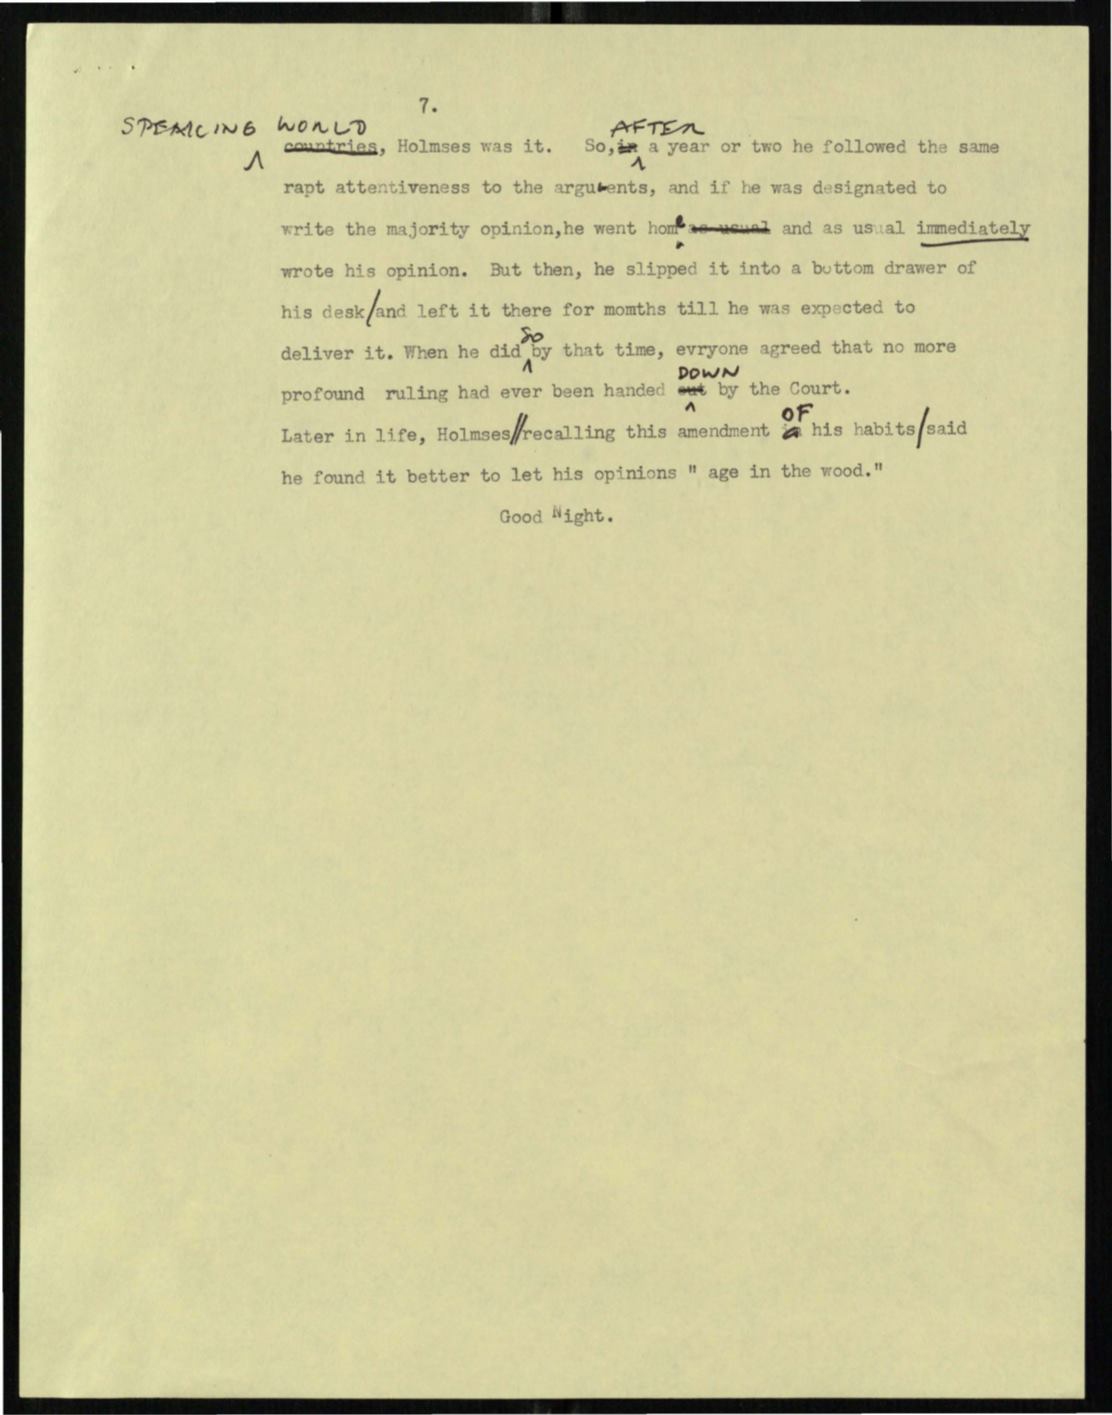 7.
SPEAKING WORLD AFTER
countries, Holmses was it. So,in a year or two he followed the same
rapt attentiveness to the argutents, and if he was designated to
write the majority opinion,he went home as usual and as usual immediately
wrote his opinion. But then, he slipped it into a bottom drawer of
his desk/and left it there for momths till he was expected to
so
deliver it. When he did by that time, evryone agreed that no more
DOWN
profound ruling had ever been handed out by the Court.
OF
Later in life, Holmses//recalling this amendment in his habits/said
he found it better to let his opinions " age in the wood."
Good Night.